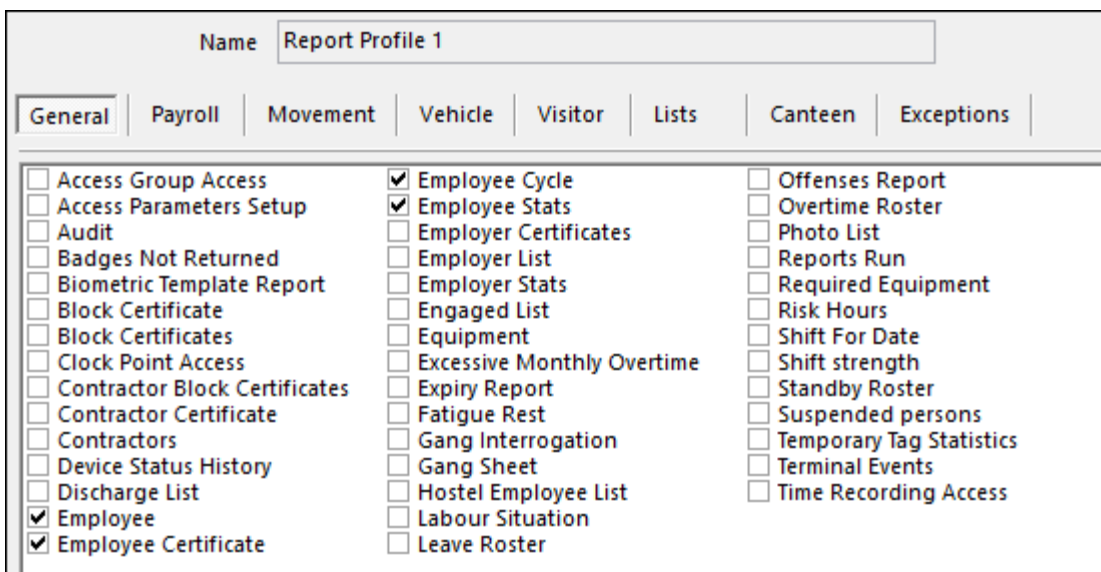 Name Report Profile 1
General Payroll Movement Vehicle Visitor Lists Canteen Exceptions
Access Group Access
Access Parameters Setup
Audit
Badges Not Returned
Biometric Template Report
Block Certificate
Block Certificates
Clock Point Access
Contractor Block Certificates
Contractor Certificate
Contractors
Device Status History
Discharge List
Employee
Employee Certificate
Employee Cycle
Employee Stats
Employer Certificates
Employer List
Employer Stats
Engaged List
Equipment
Excessive Monthly Overtime
Expiry Report
Fatigue Rest
Gang Interrogation
Gang Sheet
Hostel Employee List
Labour Situation
Leave Roster
Offenses Report
Overtime Roster
Photo List
Reports Run
Required Equipment
Risk Hours
Shift For Date
Shift strength
Standby Roster
Suspended persons
Temporary Tag Statistics
Terminal Events
Time Recording Access